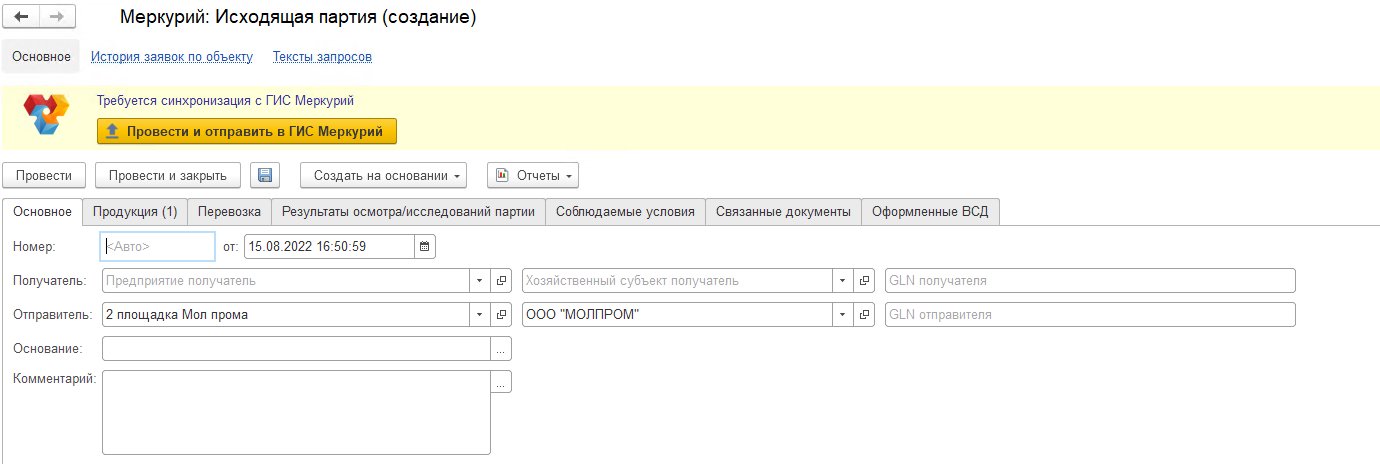 Меркурий: Исходящая партия (создание)
Основное История заявок по объекту Тексты запросов
Требуется синхронизация с ГИС Меркурий
Провести и отправить в ГИС Меркурий
Провести Провести и закрыть Создать на основании Отчеты
Основное Продукция (1) Перевозка Результаты осмотра/исследований партии Соблюдаемые условия Связанные документы Оформленные ВСД
Номер: <Авто> от: 15.08.2022 16:50:59
Получатель: Предприятие получатель Хозяйственный субъект получатель GLN получателя
Отправитель: 2 площадка Мол прома ООО "МОЛПРОМ" GLN отправителя
Основание: ...
Комментарий: ...